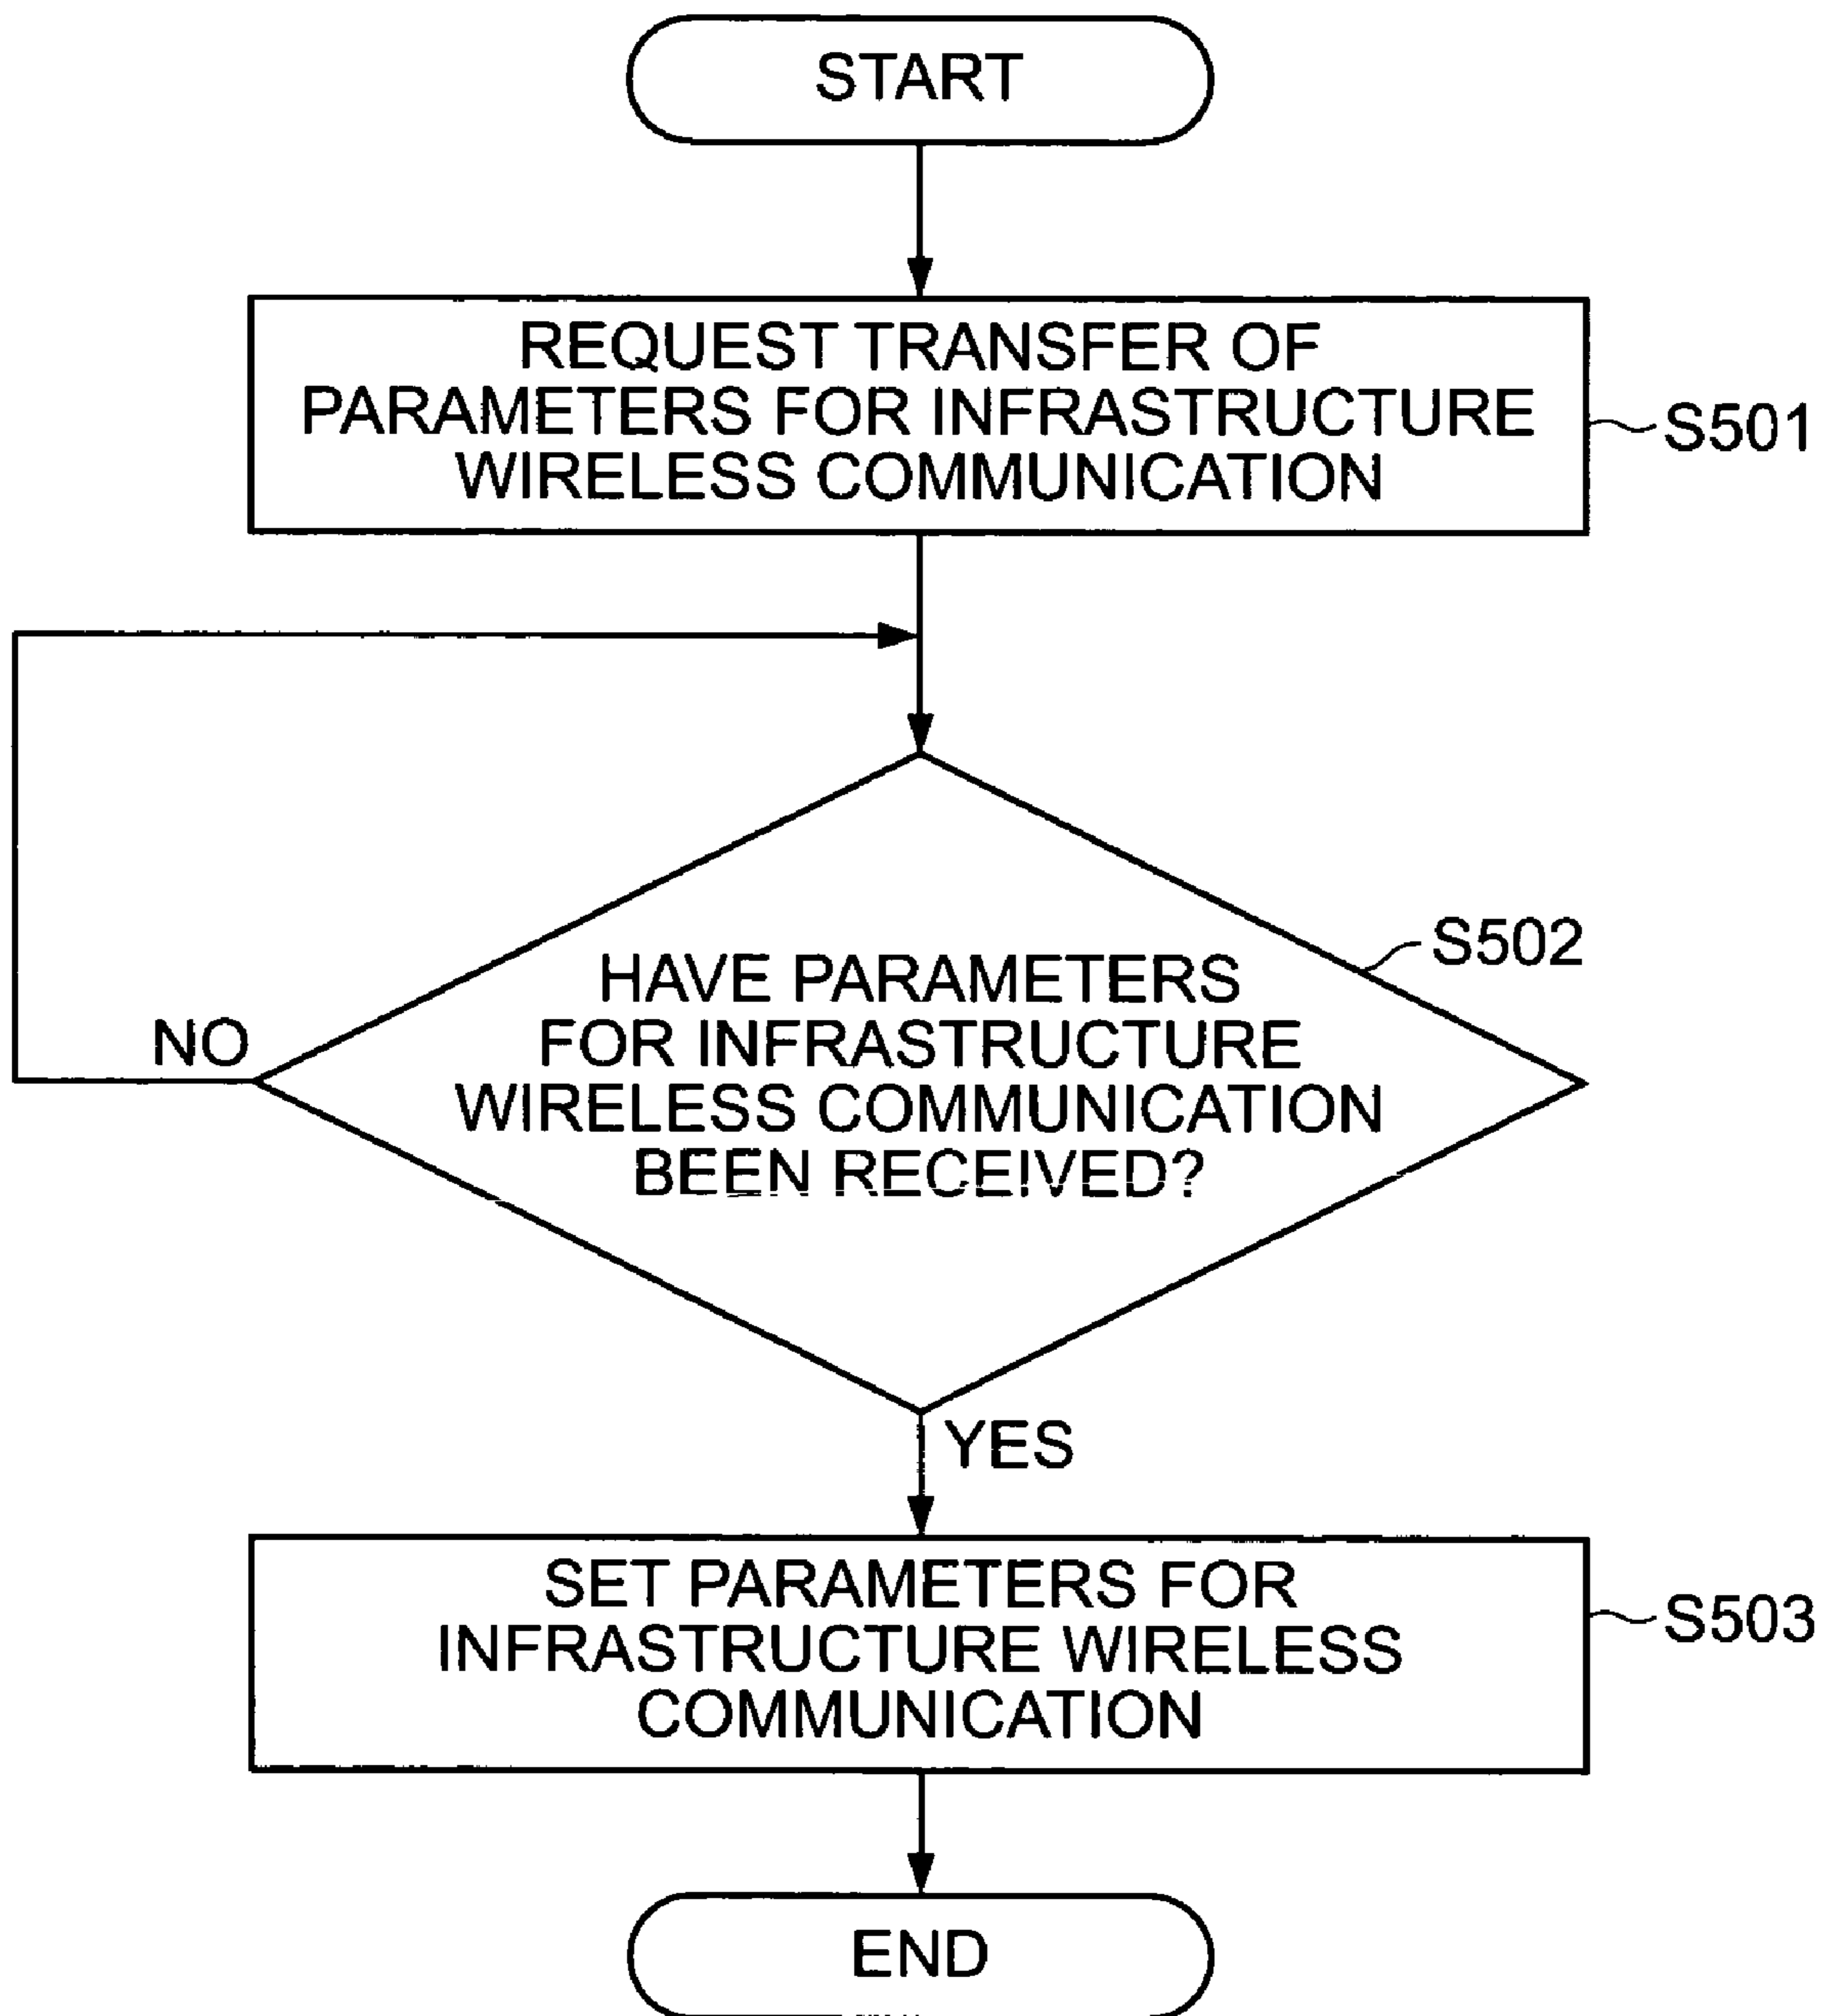 START
REQUEST TRANSFER OF
PARAMETERS FOR INFRASTRUCTURE
WIRELESS COMMUNICATION
S501
S502
HAVE PARAMETERS
FOR INFRASTRUCTURE
WIRELESS COMMUNICATION
BEEN RECEIVED?
NO
YES
SET PARAMETERS FOR
INFRASTRUCTURE WIRELESS
COMMUNICATION
S503
END